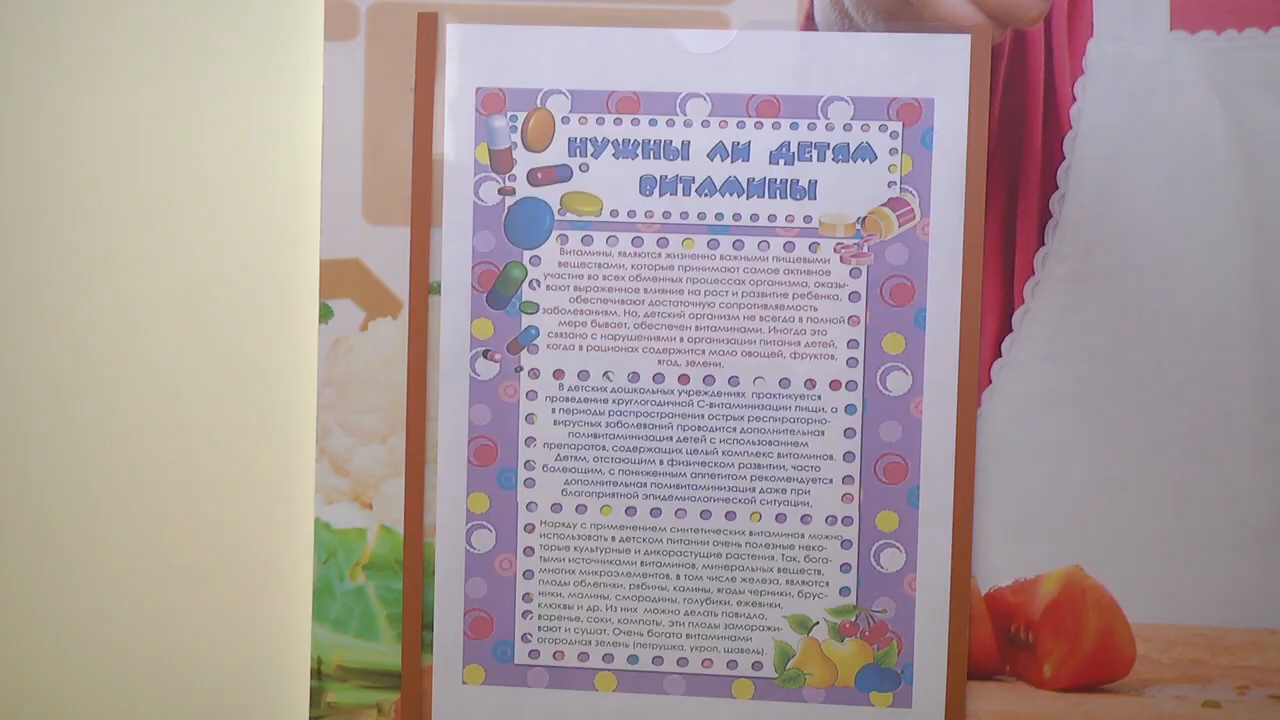 НУЖНЫ ЛИ ДЕТЯМ
ВИТАМИНЫ
Витамины, являются жизненно важными пищевыми
веществами, которые принимают самое активное
участие во всех обменных процессах организма, оказы-
вают выраженное влияние на рост и развитие ребенка,
обеспечивают достаточную сопротивляемость
заболеваниям. Но, детский организм не всегда в полной
мере бывает, обеспечен витаминами. Иногда это
связано с нарушениями в организации питания детей,
когда в рационах содержится мало овощей, фруктов,
ягод, зелени.
В детских дошкольных учреждениях практикуется
проведение круглогодичной С-витаминизации пищи, а
в периоды распространения острых респираторно-
вирусных заболеваний проводится дополнительная
поливитаминизация детей с использованием
препаратов, содержащих целый комплекс витаминов.
Детям, отстающим в физическом развитии, часто
болеющим, с пониженным аппетитом рекомендуется
дополнительная поливитаминизация даже при
благоприятной эпидемиологической ситуации.
Наряду с применением синтетических витаминов можно
использовать в детском питании очень полезные неко-
торые культурные и дикорастущие растения. Так, бога-
тыми источниками витаминов, минеральных веществ,
многих микроэлементов, в том числе железа, являются
плоды облепихи, рябины, калины, ягоды черники, брус-
ники, малины, смородины, голубики, ежевики,
клюквы и др. Из них можно делать повидло,
варенье, соки, компоты, эти плоды заморажи-
вают и сушат. Очень богата витаминами
огородная зелень (петрушка, укроп, щавель).